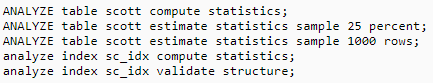 ANALYZE table scott compute statistics;
ANALYZE table scott estimate statistics sample 25 percent;
ANALYZE table scott estimate statistics sample 1000 rows;
analyze index sc_idx compute statistics;
analyze index sc_idx validate structure;